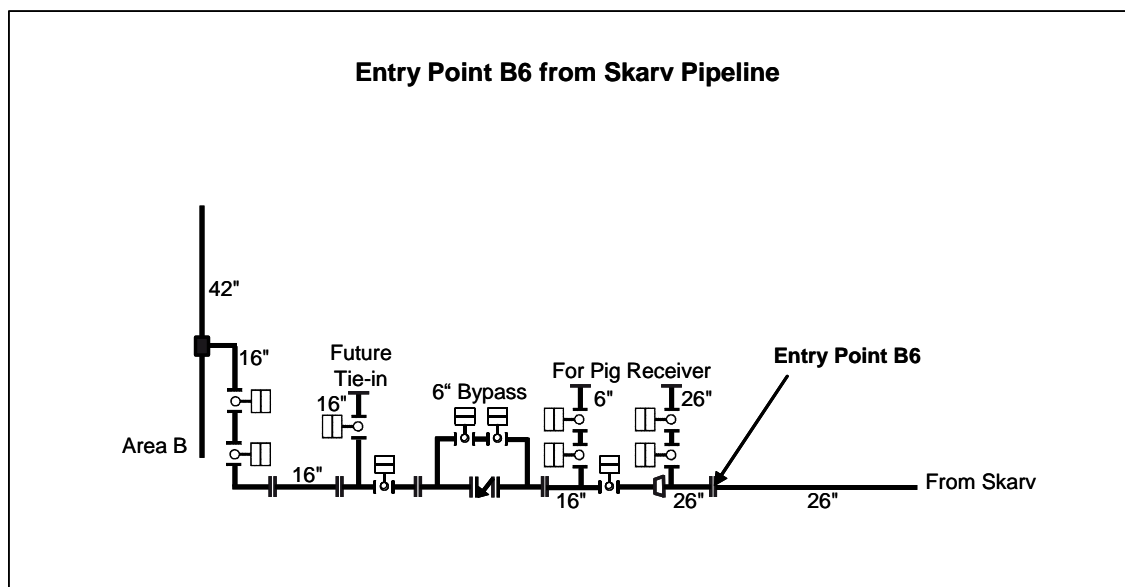 Entry Point B6 from Skarv Pipeline
42"
16"
Future
Tie-in
16"
6“ Bypass
For Pig Receiver
6"
26"
Entry Point B6
Area B
16"
16"
26"
26"
From Skarv